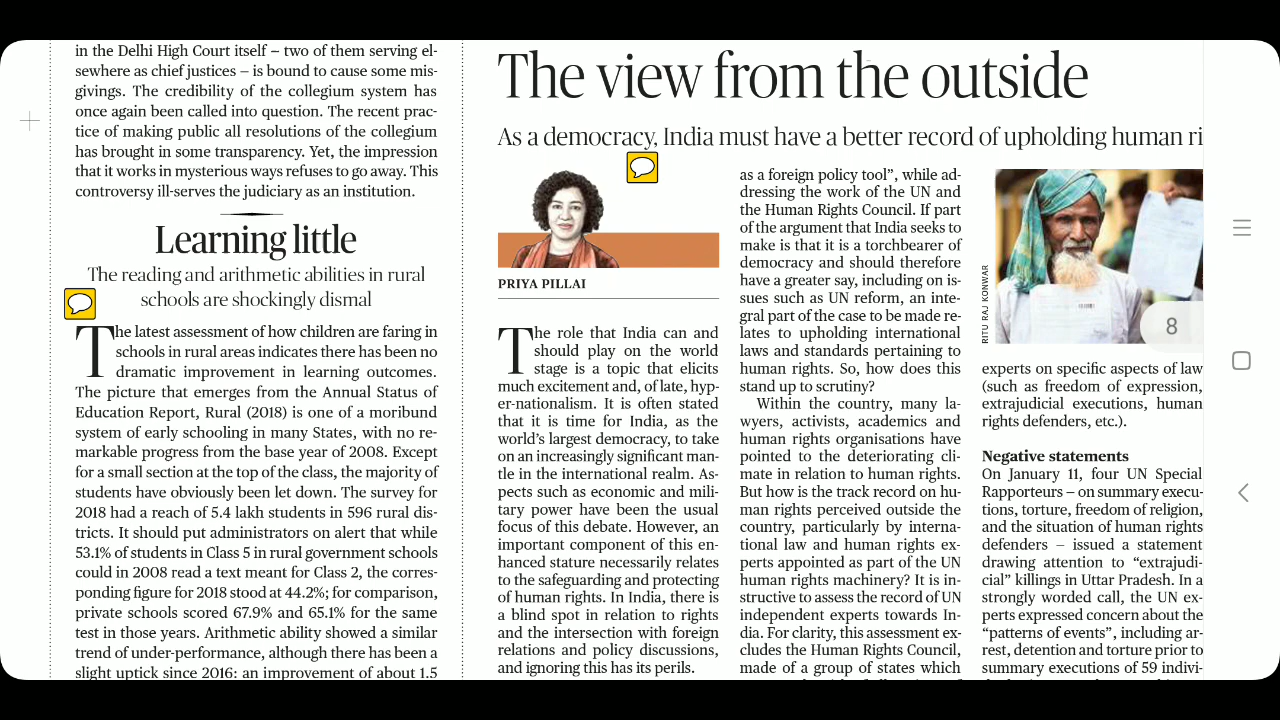 in the Delhi High Court itself – two of them serving el-
sewhere as chief justices – is bound to cause some mis-
givings. The credibility of the collegium system has
once again been called into question. The recent prac-
tice of making public all resolutions of the collegium
has brought in some transparency. Yet, the impression
that it works in mysterious ways refuses to go away. This
controversy ill-serves the judiciary as an institution.
Learning little
The reading and arithmetic abilities in rural
schools are shockingly dismal
The latest assessment of how children are faring in
schools in rural areas indicates there has been no
dramatic improvement in learning outcomes.
The picture that emerges from the Annual Status of
Education Report, Rural (2018) is one of a moribund
system of early schooling in many States, with no re-
markable progress from the base year of 2008. Except
for a small section at the top of the class, the majority of
students have obviously been let down. The survey for
2018 had a reach of 5.4 lakh students in 596 rural dis-
tricts. It should put administrators on alert that while
53.1% of students in Class 5 in rural government schools
could in 2008 read a text meant for Class 2, the corres-
ponding figure for 2018 stood at 44.2%; for comparison,
private schools scored 67.9% and 65.1% for the same
test in those years. Arithmetic ability showed a similar
trend of under-performance, although there has been a
slight uptick since 2016: an improvement of about 1.5
The view from the outside
As a democracy, India must have a better record of upholding human ri
PRIYA PILLAI
The role that India can and
should play on the world
stage is a topic that elicits
much excitement and, of late, hyp-
er-nationalism. It is often stated
that it is time for India, as the
world's largest democracy, to take
on an increasingly significant man-
tle in the international realm. As-
pects such as economic and mili-
tary power have been the usual
focus of this debate. However, an
important component of this en-
hanced stature necessarily relates
to the safeguarding and protecting
of human rights. In India, there is
a blind spot in relation to rights
and the intersection with foreign
relations and policy discussions,
and ignoring this has its perils.
as a foreign policy tool”, while ad-
dressing the work of the UN and
the Human Rights Council. If part
of the argument that India seeks to
make is that it is a torchbearer of
democracy and should therefore
have a greater say, including on is-
sues such as UN reform, an inte-
gral part of the case to be made re-
lates to upholding international
laws and standards pertaining to
human rights. So, how does this
stand up to scrutiny?
Within the country, many la-
wyers, activists, academics and
human rights organisations have
pointed to the deteriorating cli-
mate in relation to human rights.
But how is the track record on hu-
man rights perceived outside the
country, particularly by interna-
tional law and human rights ex-
perts appointed as part of the UN
human rights machinery? It is in-
structive to assess the record of UN
independent experts towards In-
dia. For clarity, this assessment ex-
cludes the Human Rights Council,
made of a group of states which
RITU RAJ KONWAR
8
experts on specific aspects of law
(such as freedom of expression,
extrajudicial executions, human
rights defenders, etc.).
Negative statements
On January 11, four UN Special
Rapporteurs – on summary execu-
tions, torture, freedom of religion,
and the situation of human rights
defenders – issued a statement
drawing attention to “extrajudi-
cial” killings in Uttar Pradesh. In a
strongly worded call, the UN ex-
perts expressed concern about the
“patterns of events”, including ar-
rest, detention and torture prior to
summary executions of 59 indivi-